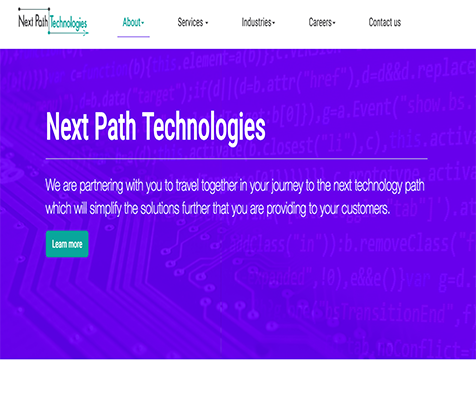 Next Path Technologies
About
Services
Industries
Careers
Contact us
Next Path Technologies
We are partnering with you to travel together in your journey to the next technology path
which will simplify the solutions further that you are providing to your customers.
Learn more